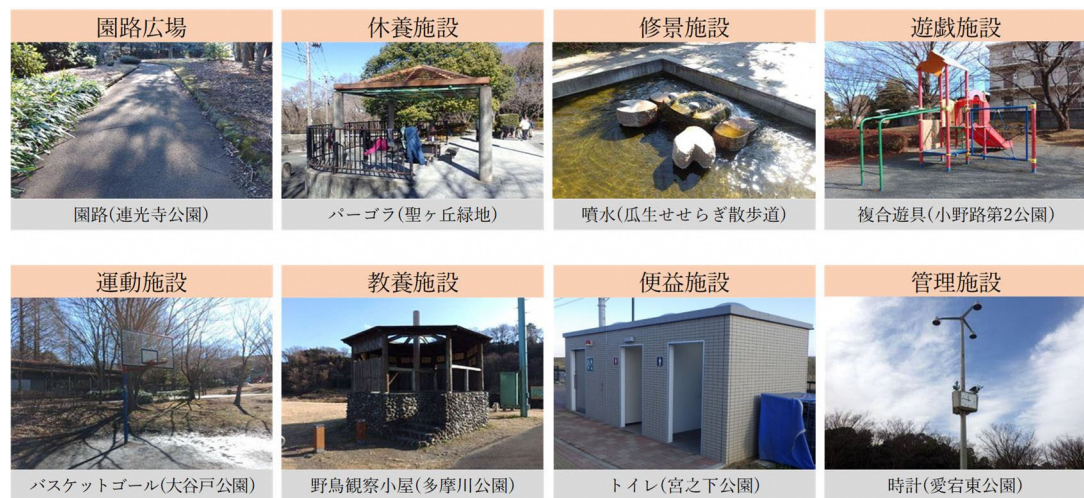 園路広場
休養施設
修景施設
遊戯施設
園路(連光寺公園)
パーゴラ(聖ヶ丘緑地)
噴水(瓜生せせらぎ散歩道)
複合遊具(小野路第2公園)
運動施設
教養施設
便益施設
管理施設
バスケットゴール(大谷戸公園)
野鳥観察小屋(多摩川公園)
トイレ(宮之下公園)
時計(愛宕東公園)